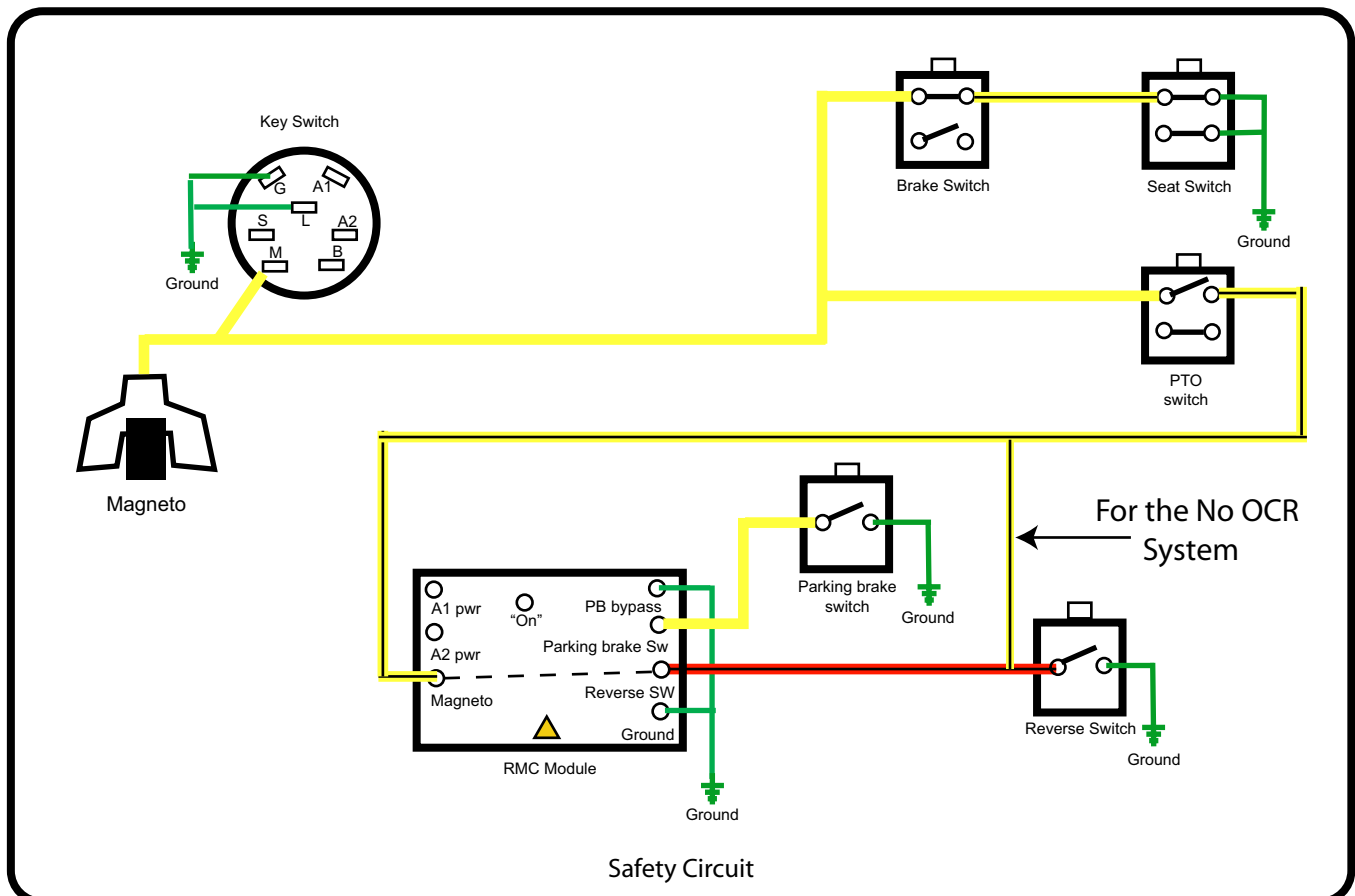 Key Switch
G
A1
L
S
A2
M
B
Ground
Magneto
Brake Switch
Seat Switch
Ground
PTO
switch
For the No OCR
System
Parking brake
switch
Ground
A1 pwr
"On"
PB bypass
A2 pwr
Parking brake Sw
Magneto
Reverse SW
Ground
RMC Module
Ground
Reverse Switch
Ground
Safety Circuit